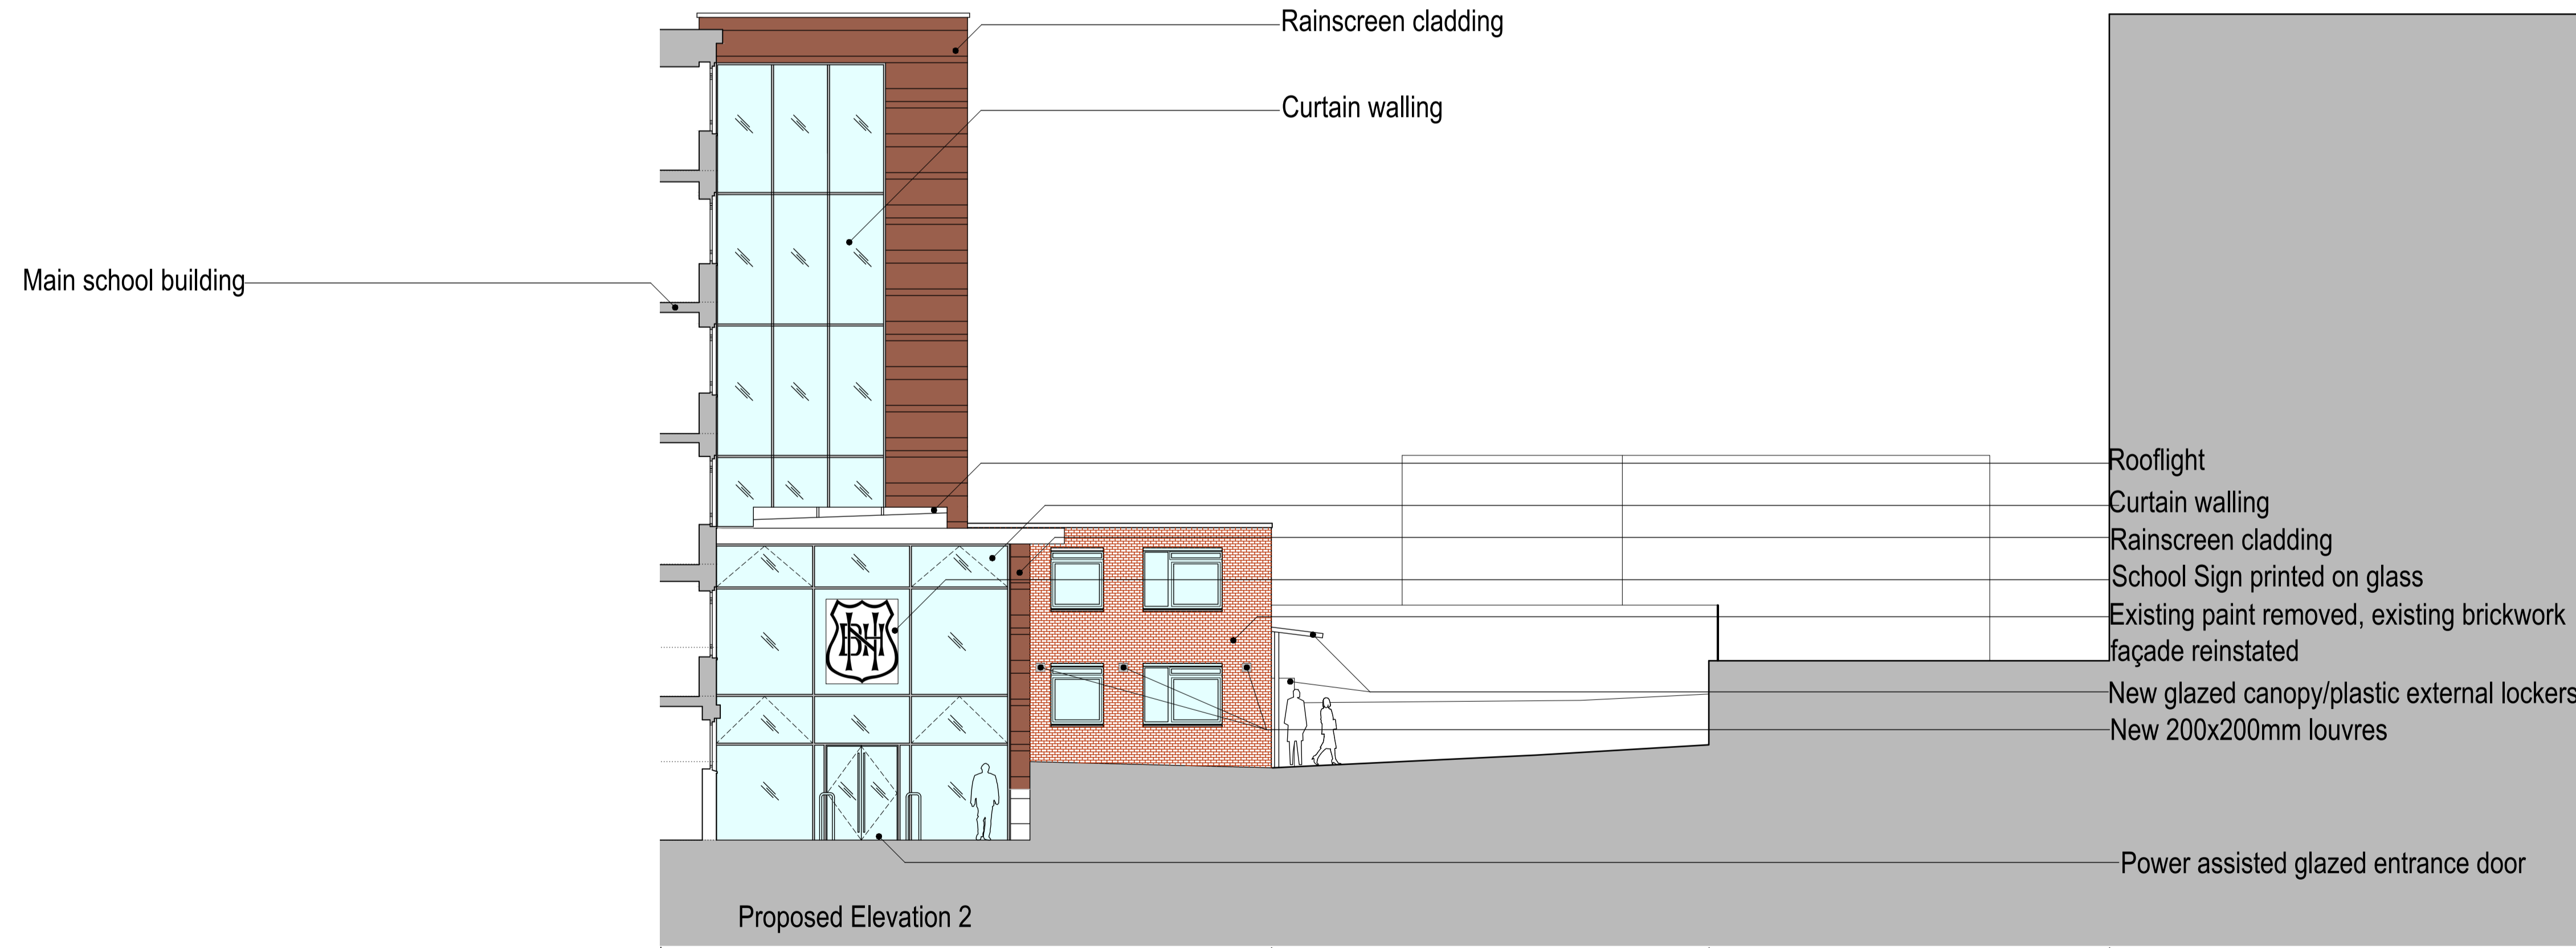 Rainscreen cladding
Curtain walling
Main school building
Rooflight
Curtain walling
Rainscreen cladding
School Sign printed on glass
Existing paint removed, existing brickwork
façade reinstated
New glazed canopy/plastic external lockers
New 200x200mm louvres
Power assisted glazed entrance door
Proposed Elevation 2